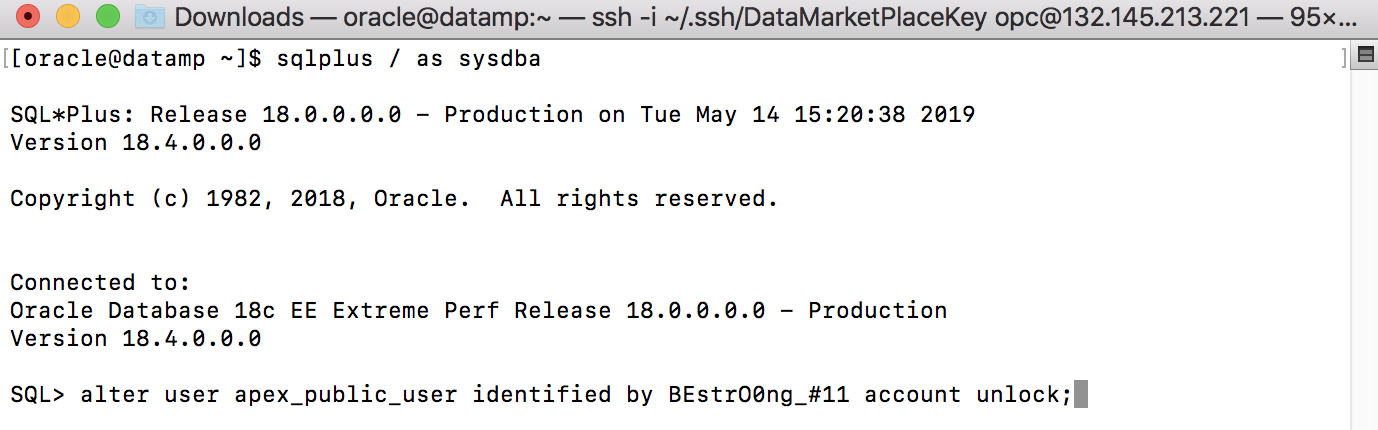 Downloads — oracle@datamp:~ — ssh -i ~/.ssh/DataMarketPlaceKey opc@132.145.213.221 — 95×...
[[oracle@datamp ~]$ sqlplus / as sysdba ]
SQL*Plus: Release 18.0.0.0.0 – Production on Tue May 14 15:20:38 2019
Version 18.4.0.0.0
Copyright (c) 1982, 2018, Oracle.  All rights reserved.
Connected to:
Oracle Database 18c EE Extreme Perf Release 18.0.0.0.0 – Production
Version 18.4.0.0.0
SQL> alter user apex_public_user identified by BEstrO0ng_#11 account unlock;